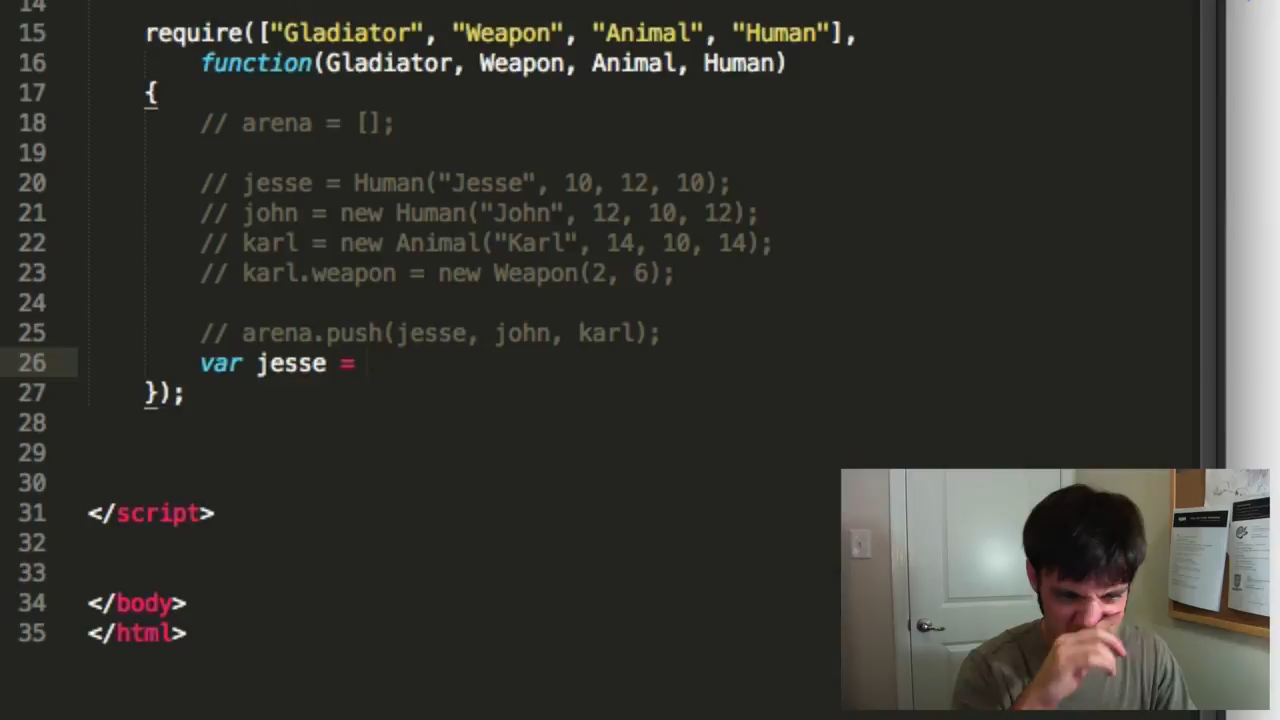 14
15 require(["Gladiator", "Weapon", "Animal", "Human"],
16 function(Gladiator, Weapon, Animal, Human)
17 {
18 // arena = [];
19
20 // jesse = Human("Jesse", 10, 12, 10);
21 // john = new Human("John", 12, 10, 12);
22 // karl = new Animal("Karl", 14, 10, 14);
23 // karl.weapon = new Weapon(2, 6);
24
25 // arena.push(jesse, john, karl);
26 var jesse =
27 });
28
29
30
31 </script>
32
33
34 </body>
35 </html>